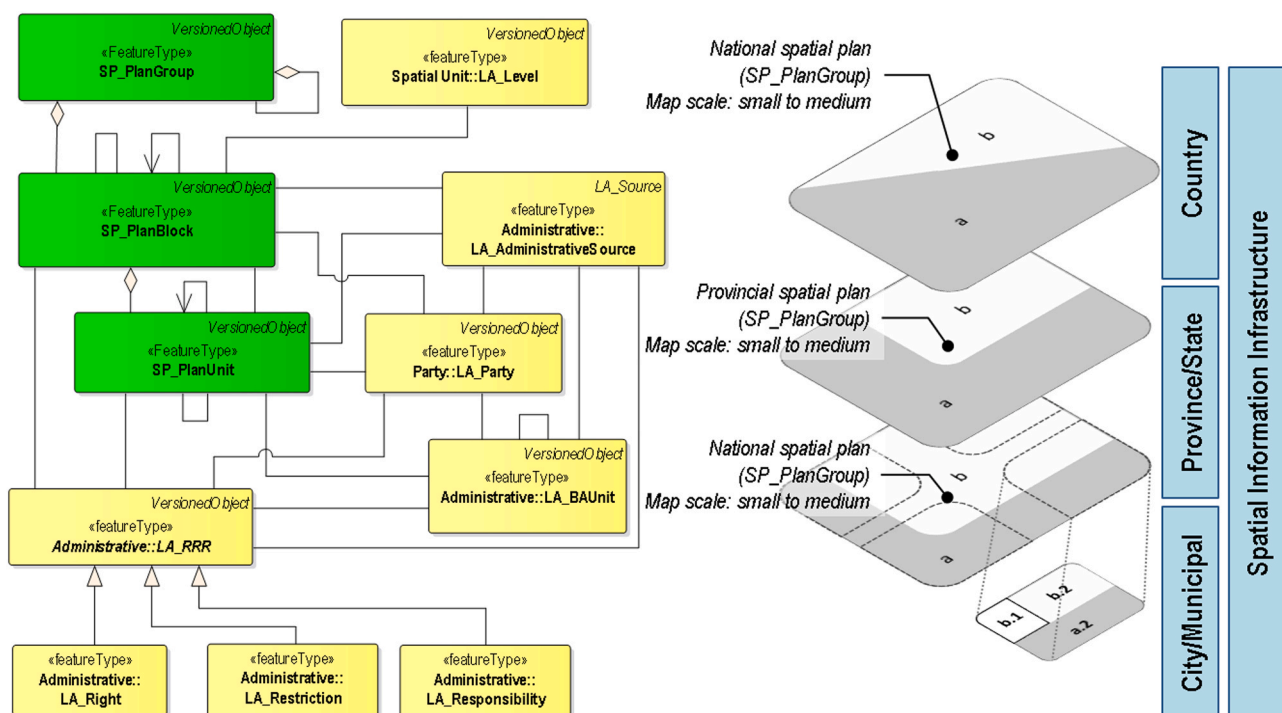 VersionedObject
«FeatureType»
SP_PlanGroup
VersionedObject
«featureType»
Spatial Unit::LA_Level
VersionedObject
«FeatureType»
SP_PlanBlock
LA_Source
«featureType»
Administrative::
LA_AdministrativeSource
VersionedObject
«FeatureType»
SP_PlanUnit
VersionedObject
«featureType»
Party::LA_Party
VersionedObject
«featureType»
Administrative::LA_BAUnit
VersionedObject
«featureType»
Administrative::LA_RRR
«featureType»
Administrative::
LA_Right
«featureType»
Administrative::
LA_Restriction
«featureType»
Administrative::
LA_Responsibility
National spatial plan
(SP_PlanGroup)
Map scale: small to medium
b
a
Provincial spatial plan
(SP_PlanGroup)
Map scale: small to medium
b
a
National spatial plan
(SP_PlanGroup)
Map scale: small to medium
b
a
b.1
b.2
a.2
Country
Province/State
City/Municipal
Spatial Information Infrastructure